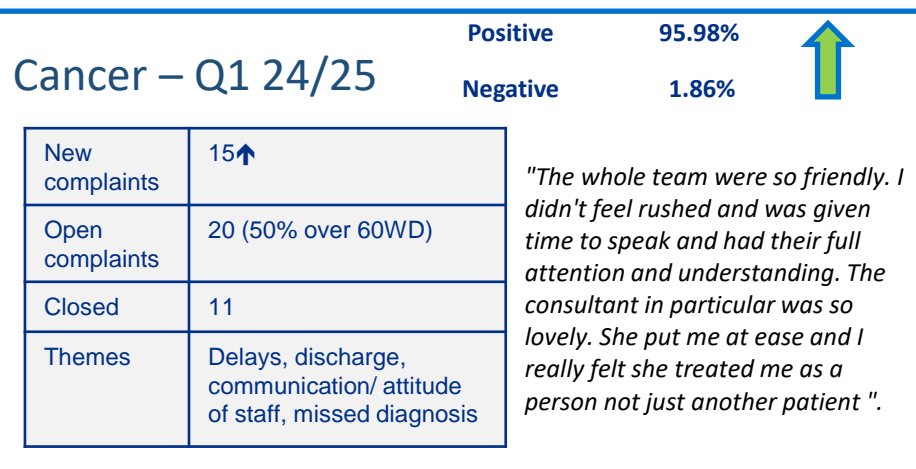 Positive 95.98%
Cancer – Q1 24/25
Negative 1.86%
New complaints 15↑
Open complaints 20 (50% over 60WD)
Closed 11
Themes Delays, discharge,
communication/ attitude
of staff, missed diagnosis
"The whole team were so friendly. I
didn't feel rushed and was given
time to speak and had their full
attention and understanding. The
consultant in particular was so
lovely. She put me at ease and I
really felt she treated me as a
person not just another patient ".